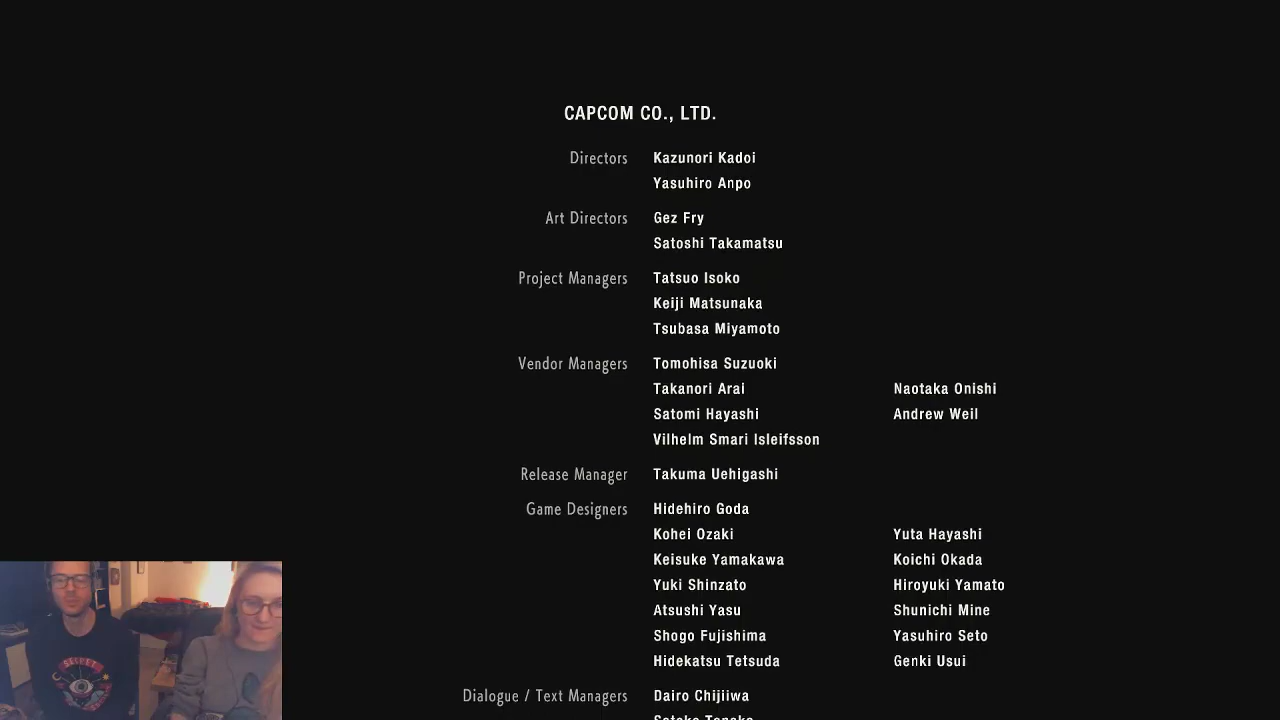 CAPCOM CO., LTD.
Directors Kazunori Kadoi
Yasuhiro Anpo
Art Directors Gez Fry
Satoshi Takamatsu
Project Managers Tatsuo Isoko
Keiji Matsunaka
Tsubasa Miyamoto
Vendor Managers Tomohisa Suzuoki
Takanori Arai Naotaka Onishi
Satomi Hayashi Andrew Weil
Vilhelm Smari Isleifsson
Release Manager Takuma Uehigashi
Game Designers Hidehiro Goda
Kohei Ozaki Yuta Hayashi
Keisuke Yamakawa Koichi Okada
Yuki Shinzato Hiroyuki Yamato
Atsushi Yasu Shunichi Mine
Shogo Fujishima Yasuhiro Seto
Hidekatsu Tetsuda Genki Usui
Dialogue / Text Managers Dairo Chijiiwa